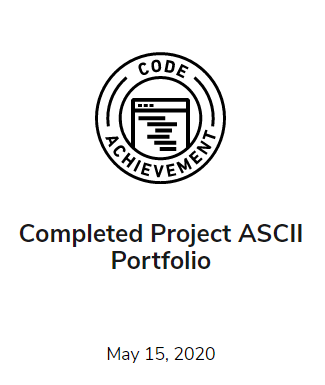 CODE
ACHIEVEMENT
Completed Project ASCII
Portfolio
May 15, 2020